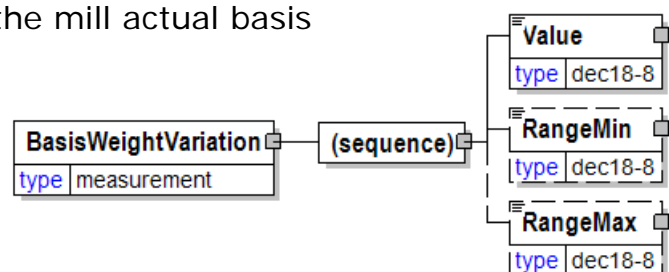 the mill actual basis
Value
type dec18-8
BasisWeightVariation
type measurement
(sequence)
RangeMin
type dec18-8
RangeMax
type dec18-8